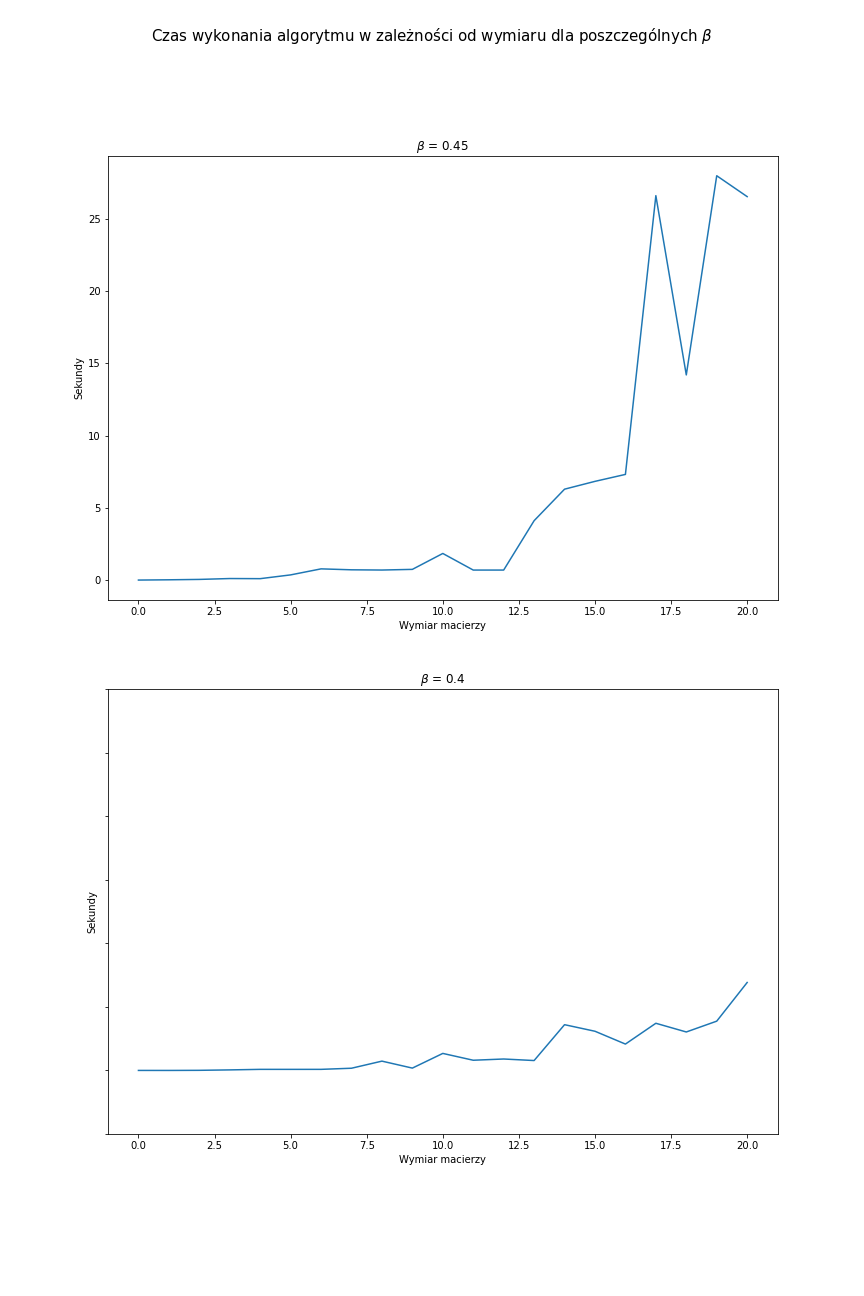 Czas wykonania algorytmu w zależności od wymiaru dla poszczególnych β
β = 0.45
25
20
15
10
5
0
Sekundy
0.0 2.5 5.0 7.5 10.0 12.5 15.0 17.5 20.0
Wymiar macierzy
β = 0.4
Sekundy
0.0 2.5 5.0 7.5 10.0 12.5 15.0 17.5 20.0
Wymiar macierzy